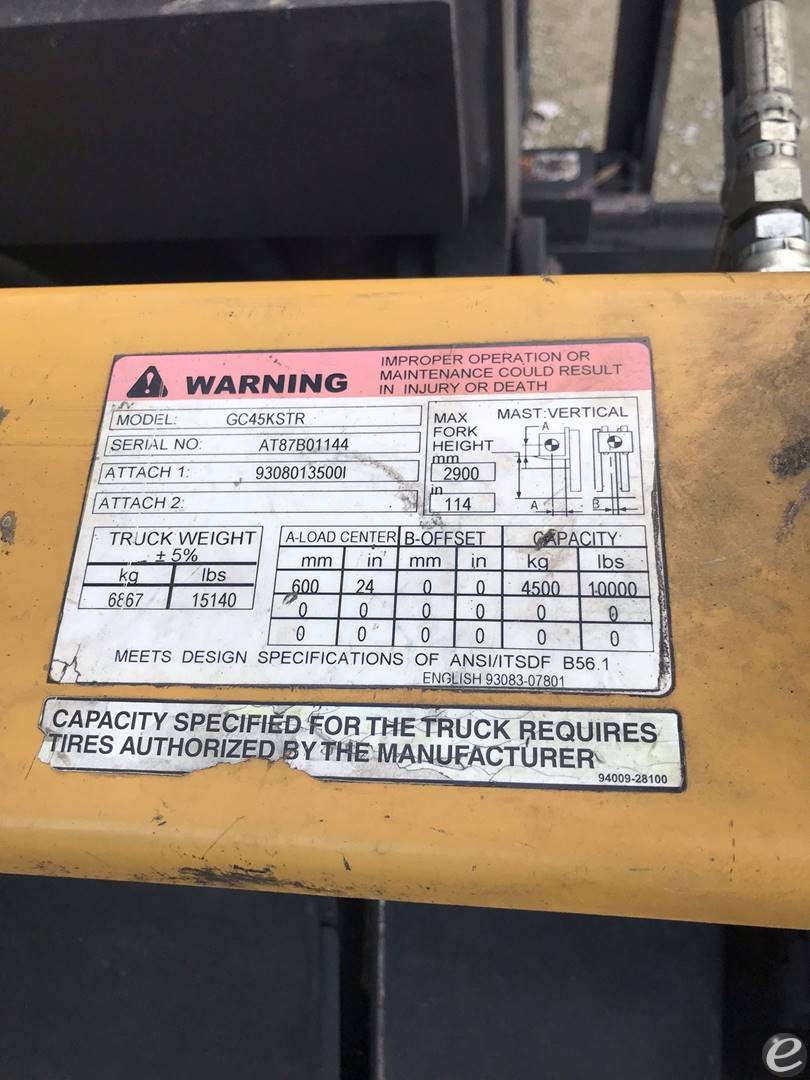 WARNING
IMPROPER OPERATION OR
MAINTENANCE COULD RESULT
IN INJURY OR DEATH
MODEL: GC45KSTR
SERIAL NO: AT87B01144
ATTACH 1: 9308013500I
ATTACH 2:
MAX
FORK
HEIGHT
mm
2900
in
114
MAST:VERTICAL
A
A B
TRUCK WEIGHT
± 5%
kg lbs
6867 15140
A-LOAD CENTER B-OFFSET CAPACITY
mm in mm in kg lbs
600 24 0 0 4500 10000
0 0 0 0 0 0
0 0 0 0 0 0
MEETS DESIGN SPECIFICATIONS OF ANSI/ITSDF B56.1
ENGLISH 93083-07801
CAPACITY SPECIFIED FOR THE TRUCK REQUIRES
TIRES AUTHORIZED BY THE MANUFACTURER
94009-28100
e